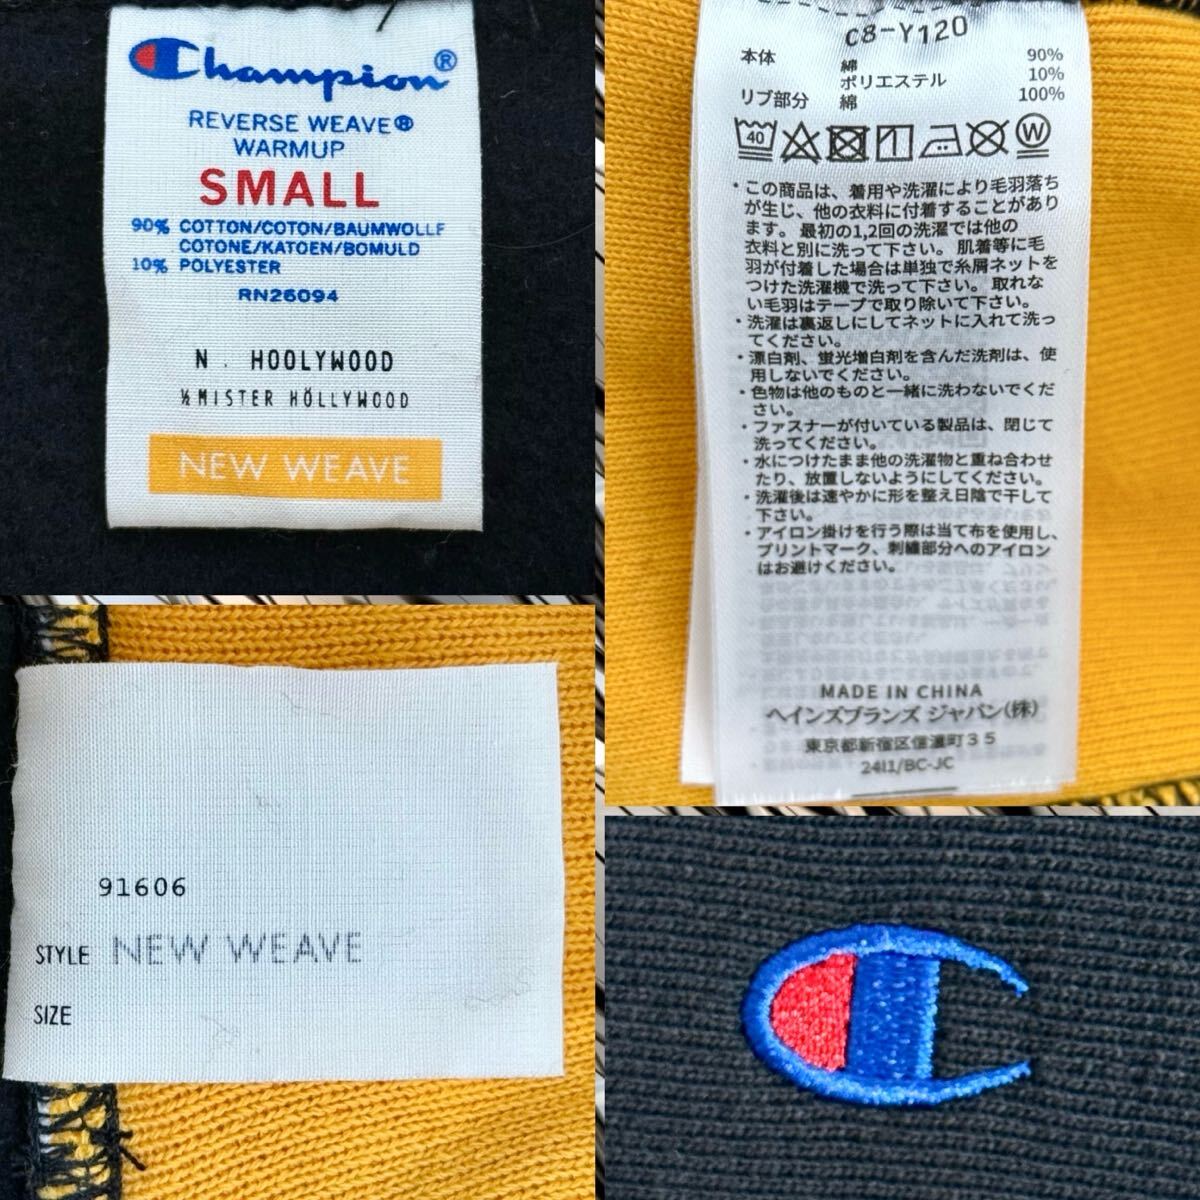 Champion®
REVERSE WEAVE®
WARMUP
SMALL
90% COTTON/COTON/BAUMWOLLE
COTONE/KATOEN/BOMULD
10% POLYESTER
RN26094
N. HOOLYWOOD
½MISTER HÖLLYWOOD
NEW WEAVE
C8-Y120
本体 綿 90%
ポリエステル 10%
リブ部分 綿 100%
40
W
・この商品は、着用や洗濯により毛羽落ち
が生じ、他の衣料に付着することがあり
ます。最初の1,2回の洗濯では他の
衣料と別に洗って下さい。肌着等に毛
羽が付着した場合は単独で糸屑ネットを
つけた洗濯機で洗って下さい。取れな
い毛羽はテープで取り除いて下さい。
・洗濯は裏返しにしてネットに入れて洗っ
てください。
・漂白剤、蛍光増白剤を含んだ洗剤は、使
用しないでください。
・色物は他のものと一緒に洗わないでくだ
さい。
・ファスナーが付いている製品は、閉じて
洗ってください。
・水につけたまま他の洗濯物と重ね合わせ
たり、放置しないようにしてください。
・洗濯後は速やかに形を整え日陰で干して
下さい。
・アイロン掛けを行う際は当て布を使用し、
プリントマーク、刺繍部分へのアイロン
はお避けください。
MADE IN CHINA
ヘインズブランズ ジャパン(株)
東京都新宿区信濃町35
24I1/BC-JC
91606
STYLE NEW WEAVE
SIZE